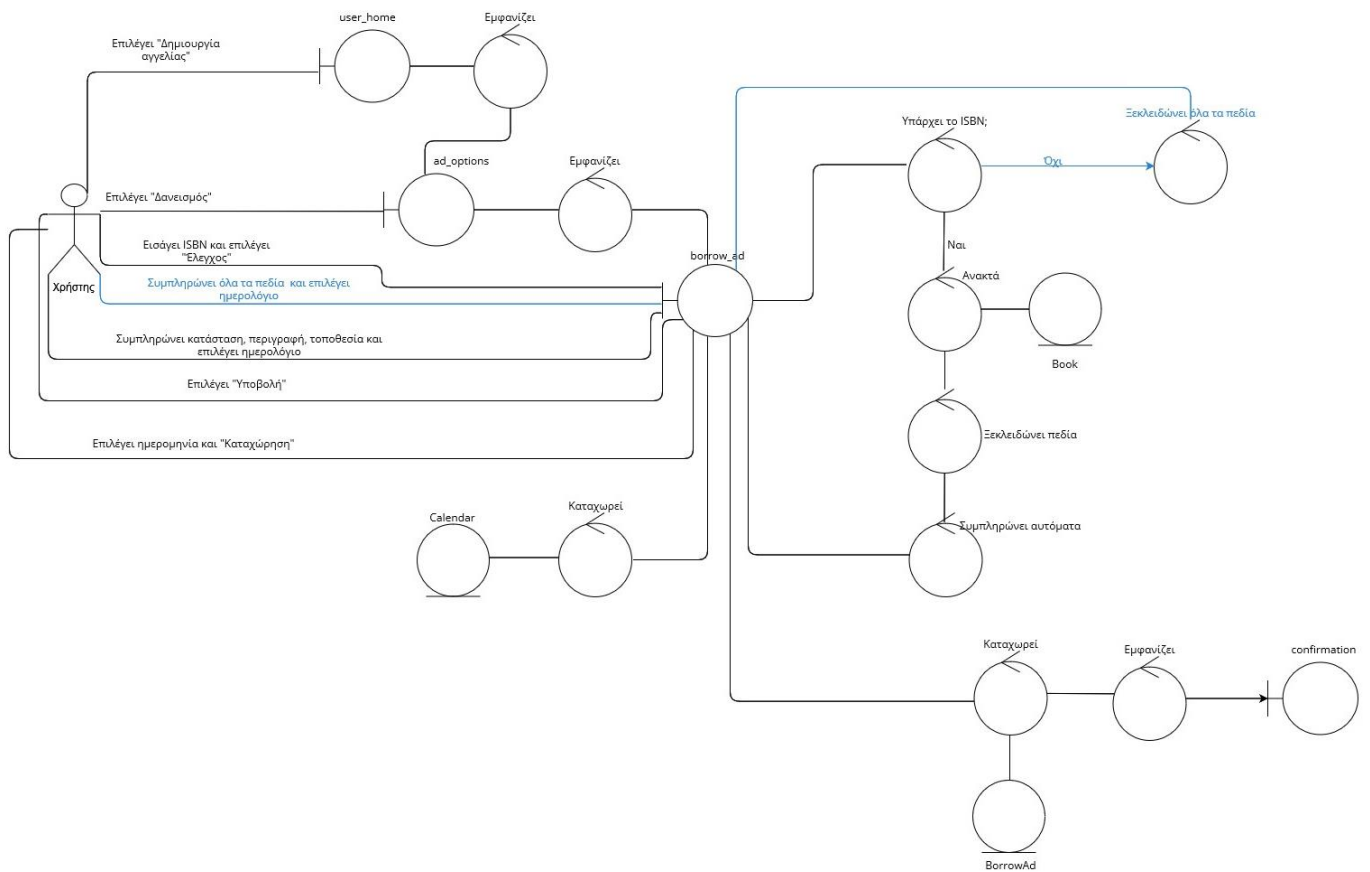 user_home
Εμφανίζει
Επιλέγει "Δημιουργία
αγγελίας"
Ξεκλειδώνει όλα τα πεδία
Υπάρχει το ISBN;
Όχι
ad_options
Εμφανίζει
Επιλέγει "Δανεισμός"
Εισάγει ISBN και επιλέγει
"Έλεγχος"
Ναι
borrow_ad
Ανακτά
Χρήστης
Συμπληρώνει όλα τα πεδία και επιλέγει
ημερολόγιο
Συμπληρώνει κατάσταση, περιγραφή, τοποθεσία και
επιλέγει ημερολόγιο
Book
Επιλέγει "Υποβολή"
Ξεκλειδώνει πεδία
Επιλέγει ημερομηνία και "Καταχώρηση"
Καταχωρεί
Calendar
Συμπληρώνει αυτόματα
Καταχωρεί
Εμφανίζει
confirmation
BorrowAd